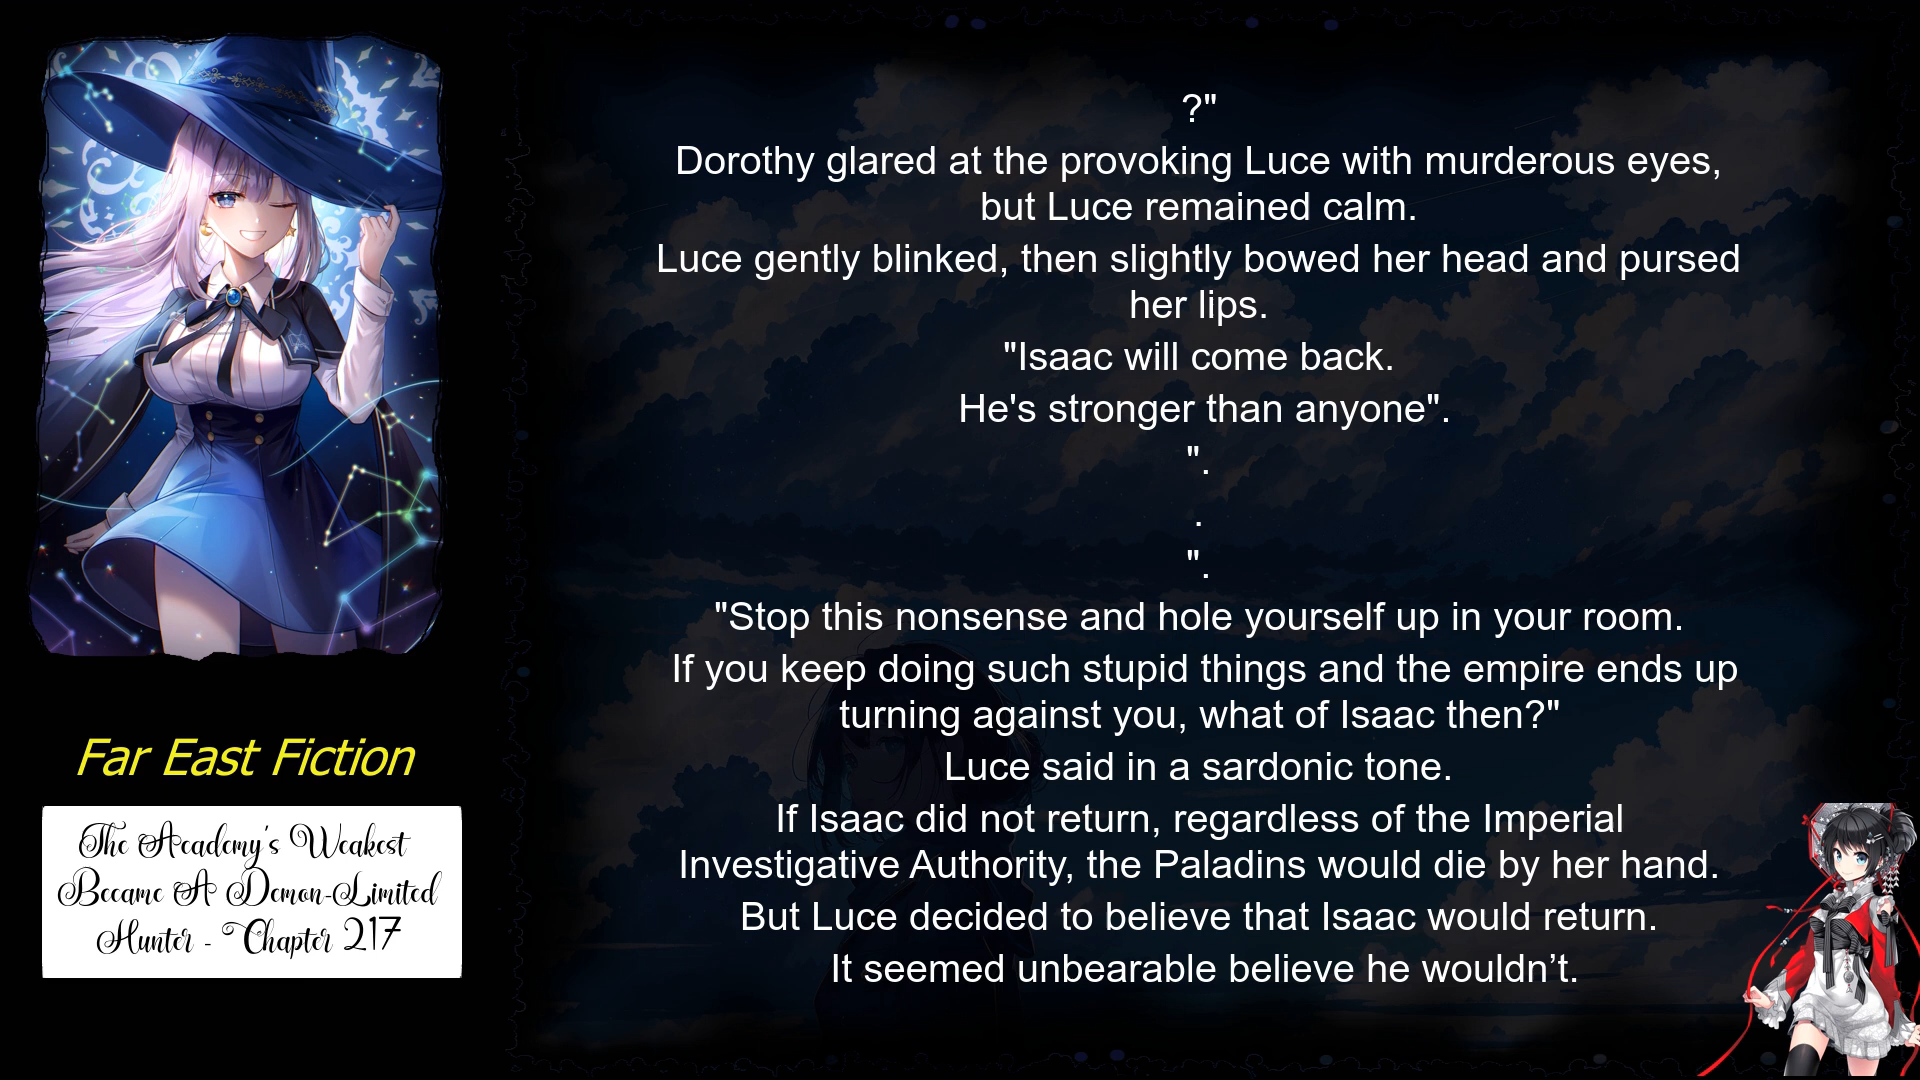 ?"
Dorothy glared at the provoking Luce with murderous eyes,
but Luce remained calm.
Luce gently blinked, then slightly bowed her head and pursed
her lips.
"Isaac will come back.
He's stronger than anyone".
".
.
".
"Stop this nonsense and hole yourself up in your room.
If you keep doing such stupid things and the empire ends up
turning against you, what of Isaac then?"
Luce said in a sardonic tone.
If Isaac did not return, regardless of the Imperial
Investigative Authority, the Paladins would die by her hand.
But Luce decided to believe that Isaac would return.
It seemed unbearable believe he wouldn’t.
Far East Fiction
The Academy's Weakest
Became A Demon-Limited
Hunter - Chapter 217